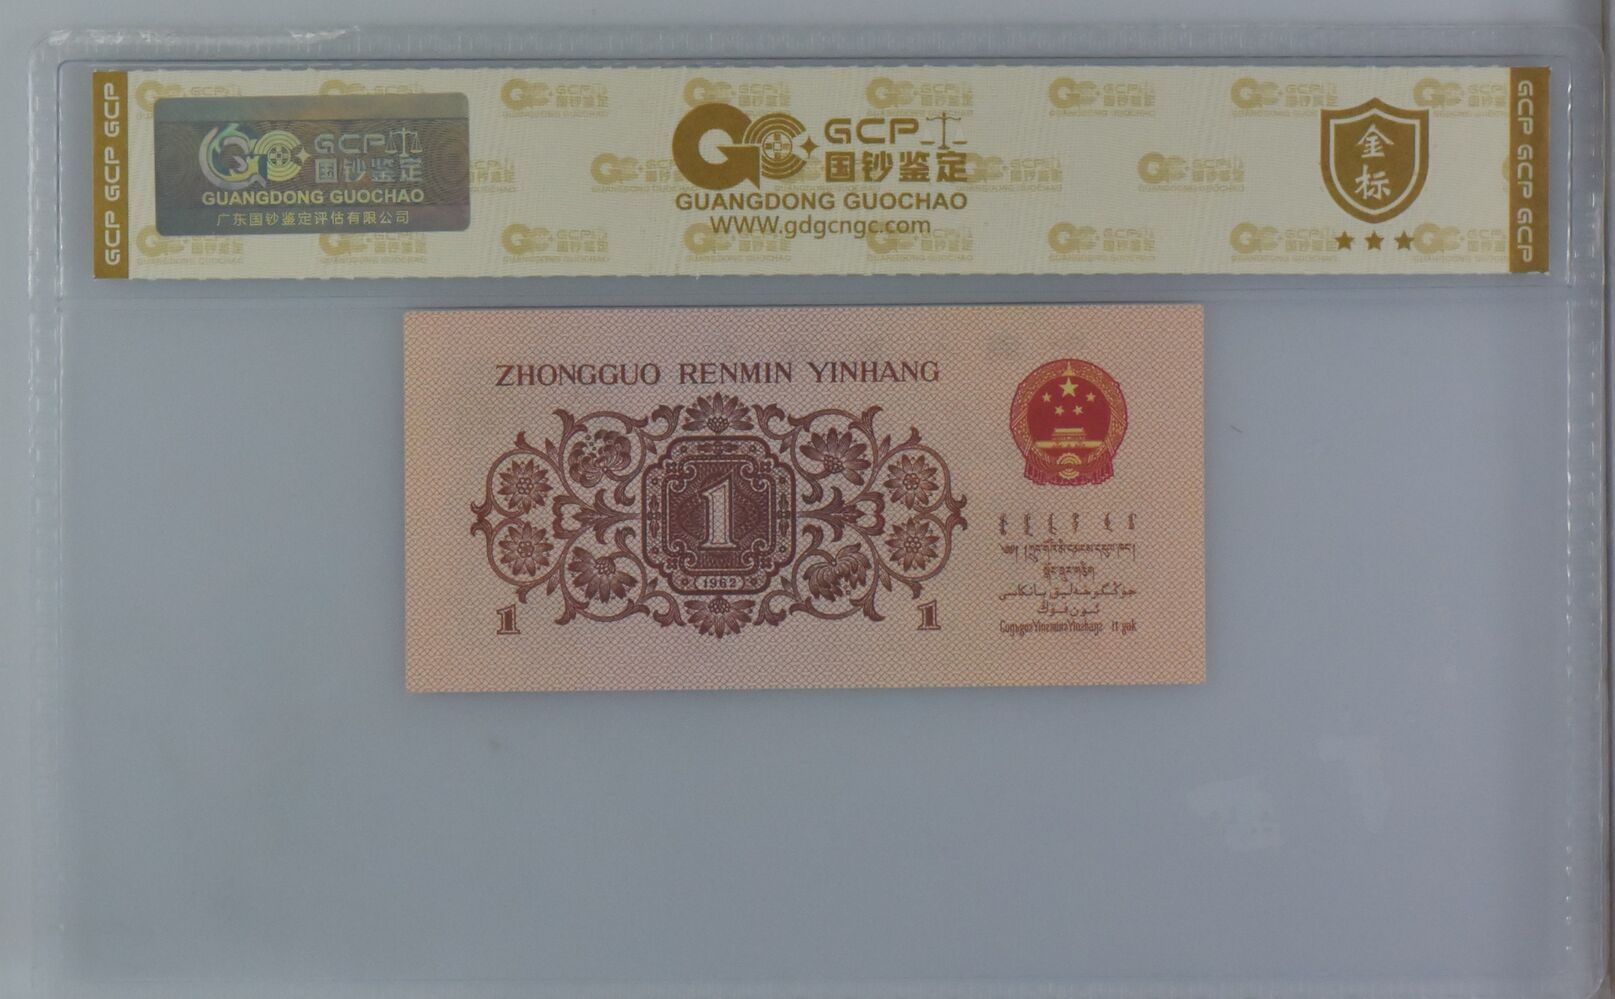 GCP GCP GCP
GCP
国钞鉴定
GUANGDONG GUOCHAO
广东国钞鉴定评估有限公司
GCP
国钞鉴定
GUANGDONG GUOCHAO
WWW.gdgcngc.com
金
标
GCP GCP GCP
ZHONGGUO RENMIN YINHANG
1
(1962)
1
1